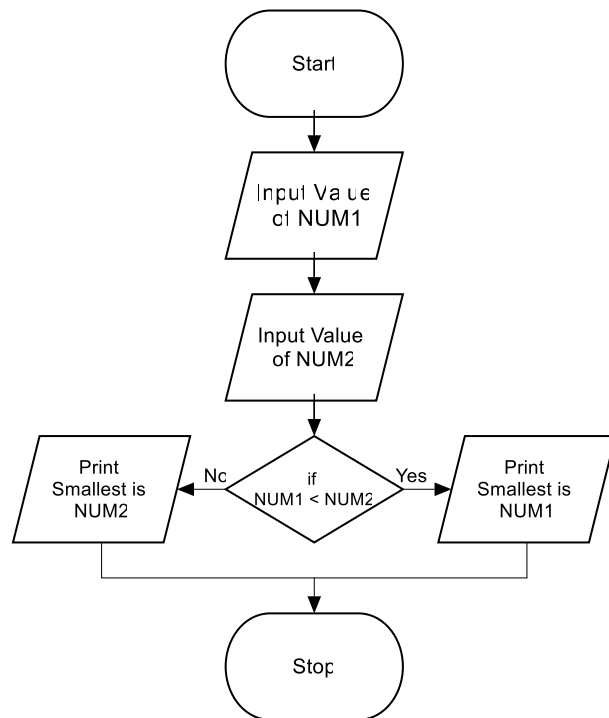 Start
Input Value
of NUM1
Input Value
of NUM2
No
if
NUM1 < NUM2
Yes
Print
Smallest is
NUM2
Print
Smallest is
NUM1
Stop